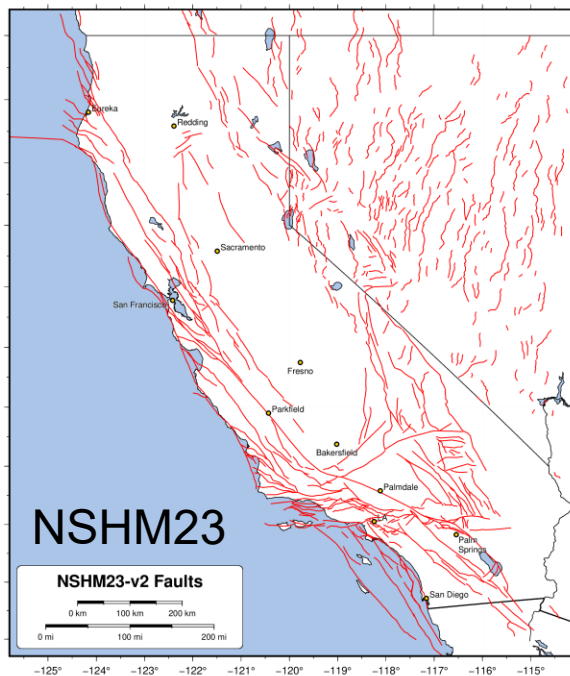 Eureka
Redding
Sacramento
San Francisco
Fresno
Parkfield
Bakersfield
Palmdale
LA
Palm
Springs
San Diego
NSHM23
NSHM23-v2 Faults
0 km 100 km 200 km
0 mi 100 mi 200 mi
−125° −124° −123° −122° −121° −120° −119° −118° −117° −116° −115°